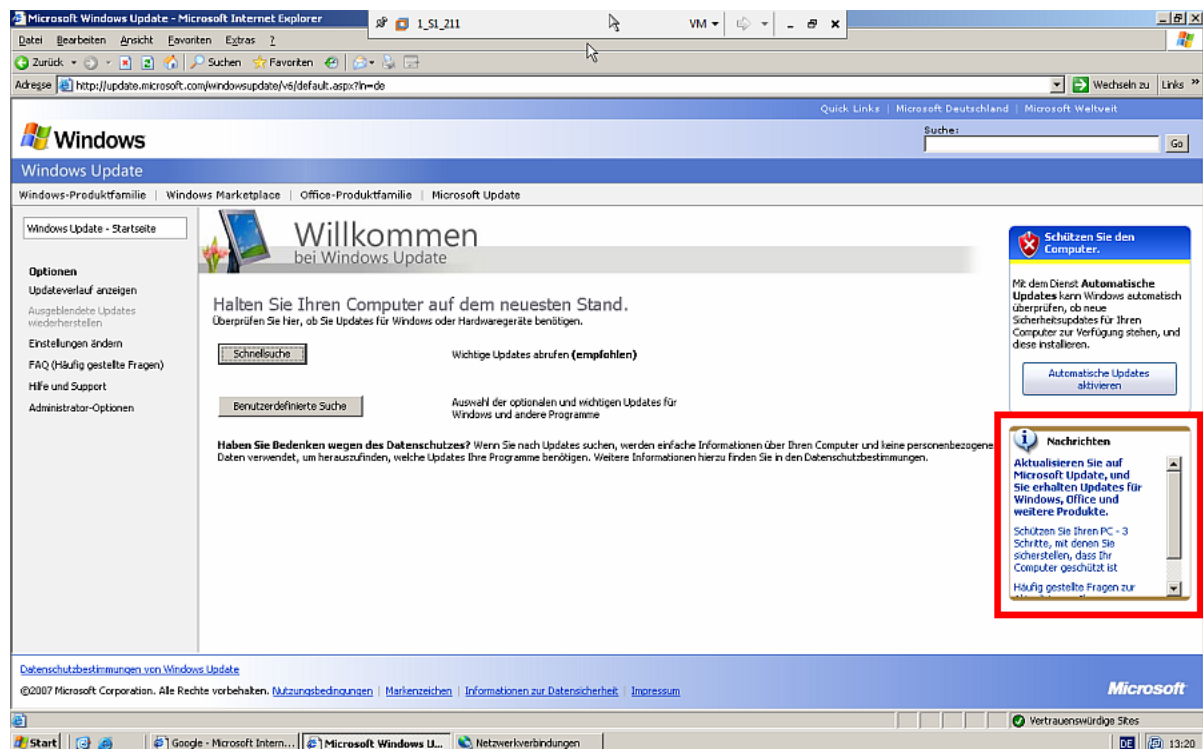 Microsoft Windows Update - Microsoft Internet Explorer
1_S1_211
VM
Datei Bearbeiten Ansicht Favoriten Extras ?
Zurück Suchen Favoriten
Adresse http://update.microsoft.com/windowsupdate/v6/default.aspx?ln=de Wechseln zu Links »
Quick Links | Microsoft Deutschland | Microsoft Weltweit
Windows
Suche:
Go
Windows Update
Windows-Produktfamilie | Windows Marketplace | Office-Produktfamilie | Microsoft Update
Windows Update - Startseite
Optionen
Updateverlauf anzeigen
Ausgeblendete Updates
wiederherstellen
Einstellungen ändern
FAQ (Häufig gestellte Fragen)
Hilfe und Support
Administrator-Optionen
Willkommen
bei Windows Update
Halten Sie Ihren Computer auf dem neuesten Stand.
Überprüfen Sie hier, ob Sie Updates für Windows oder Hardwaregeräte benötigen.
Schnellsuche
Wichtige Updates abrufen (empfohlen)
Benutzerdefinierte Suche
Auswahl der optionalen und wichtigen Updates für
Windows und andere Programme
Haben Sie Bedenken wegen des Datenschutzes? Wenn Sie nach Updates suchen, werden einfache Informationen über Ihren Computer und keine personenbezogene
Daten verwendet, um herauszufinden, welche Updates Ihre Programme benötigen. Weitere Informationen hierzu finden Sie in den Datenschutzbestimmungen.
Schützen Sie den
Computer.
Mit dem Dienst Automatische
Updates kann Windows automatisch
überprüfen, ob neue
Sicherheitsupdates für Ihren
Computer zur Verfügung stehen, und
diese installieren.
Automatische Updates
aktivieren
Nachrichten
Aktualisieren Sie auf
Microsoft Update, und
Sie erhalten Updates für
Windows, Office und
weitere Produkte.
Schützen Sie Ihren PC - 3
Schritte, mit denen Sie
sicherstellen, dass Ihr
Computer geschützt ist
Häufig gestellte Fragen zur
Datenschutzbestimmungen von Windows Update
©2007 Microsoft Corporation. Alle Rechte vorbehalten. Nutzungsbedingungen | Markenzeichen | Informationen zur Datensicherheit | Impressum
Microsoft
Vertrauenswürdige Sites
Start
Google - Microsoft Intern...
Microsoft Windows U...
Netzwerkverbindungen
DE
13:20